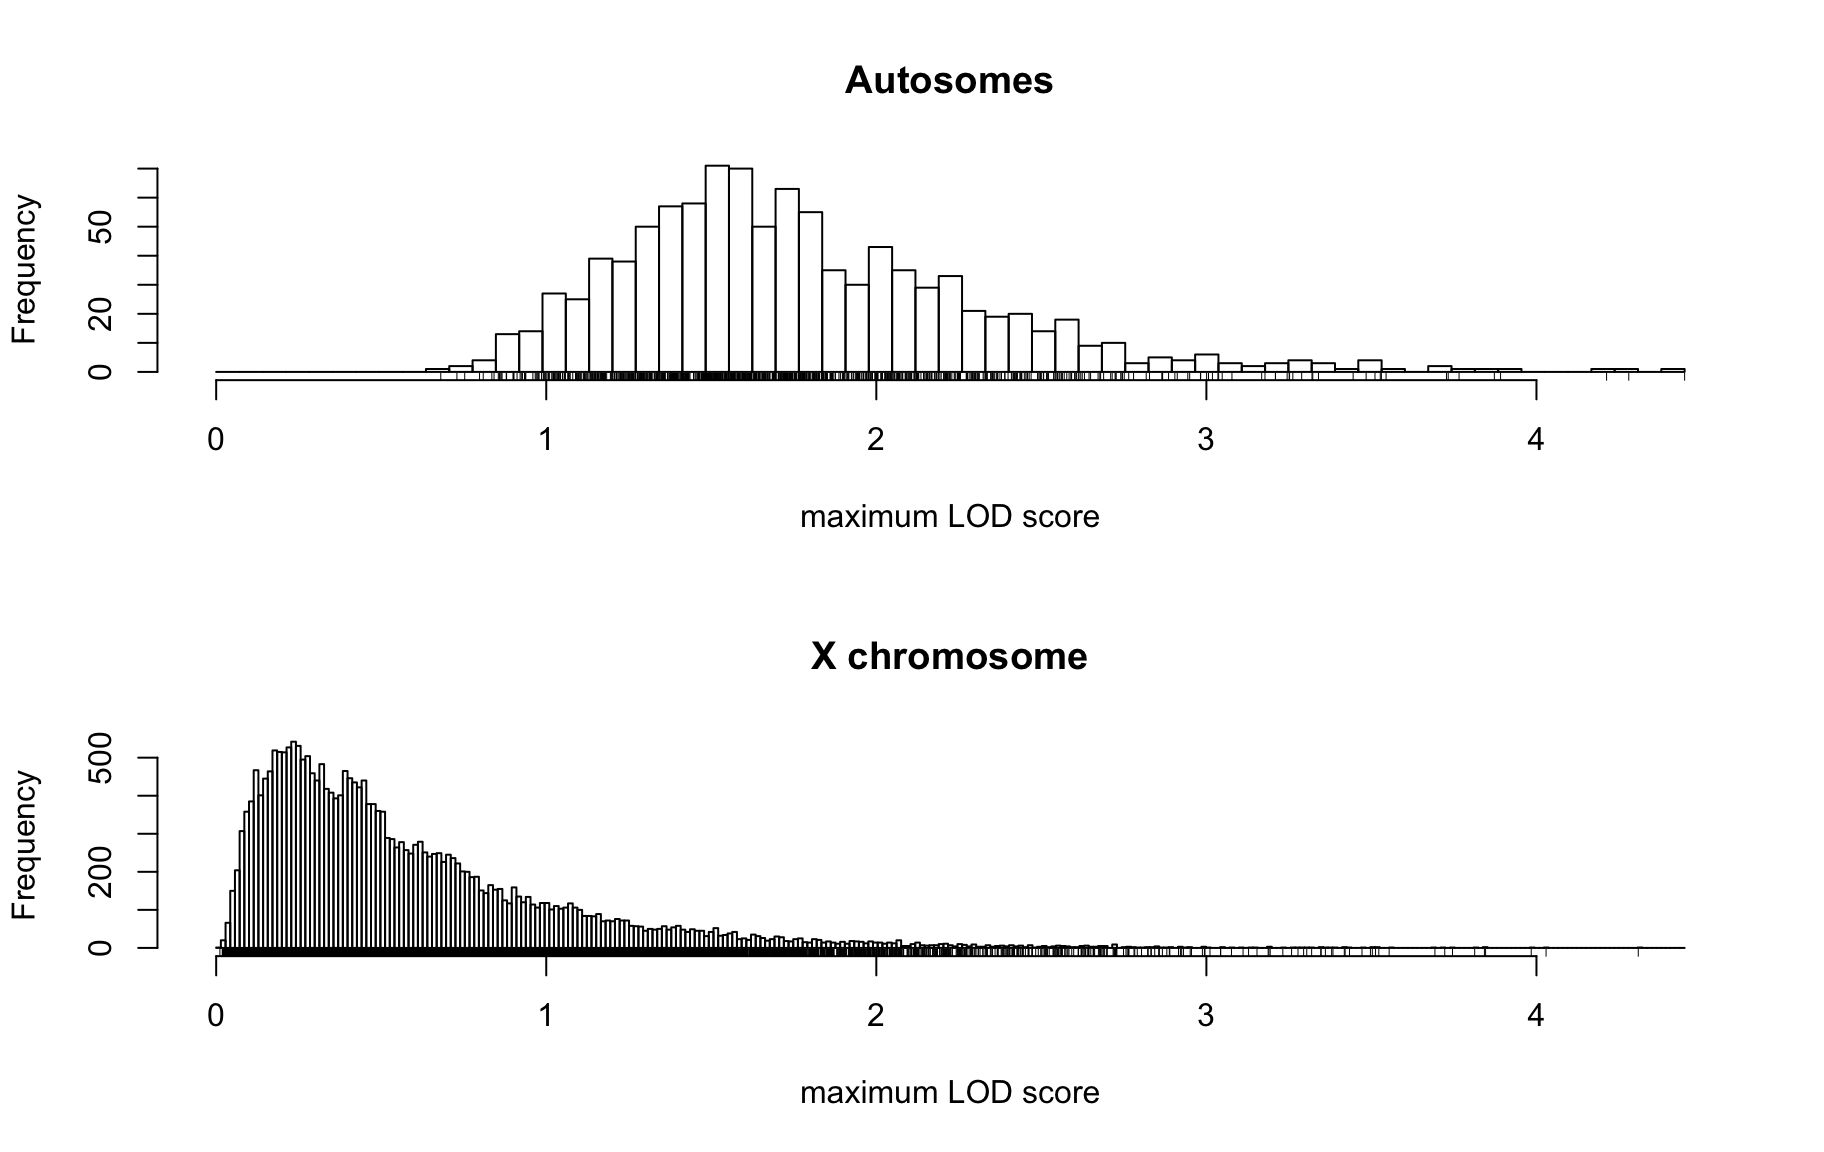 Autosomes
Frequency
50
20
0
0 1 2 3 4
maximum LOD score
X chromosome
Frequency
500
200
0
0 1 2 3 4
maximum LOD score